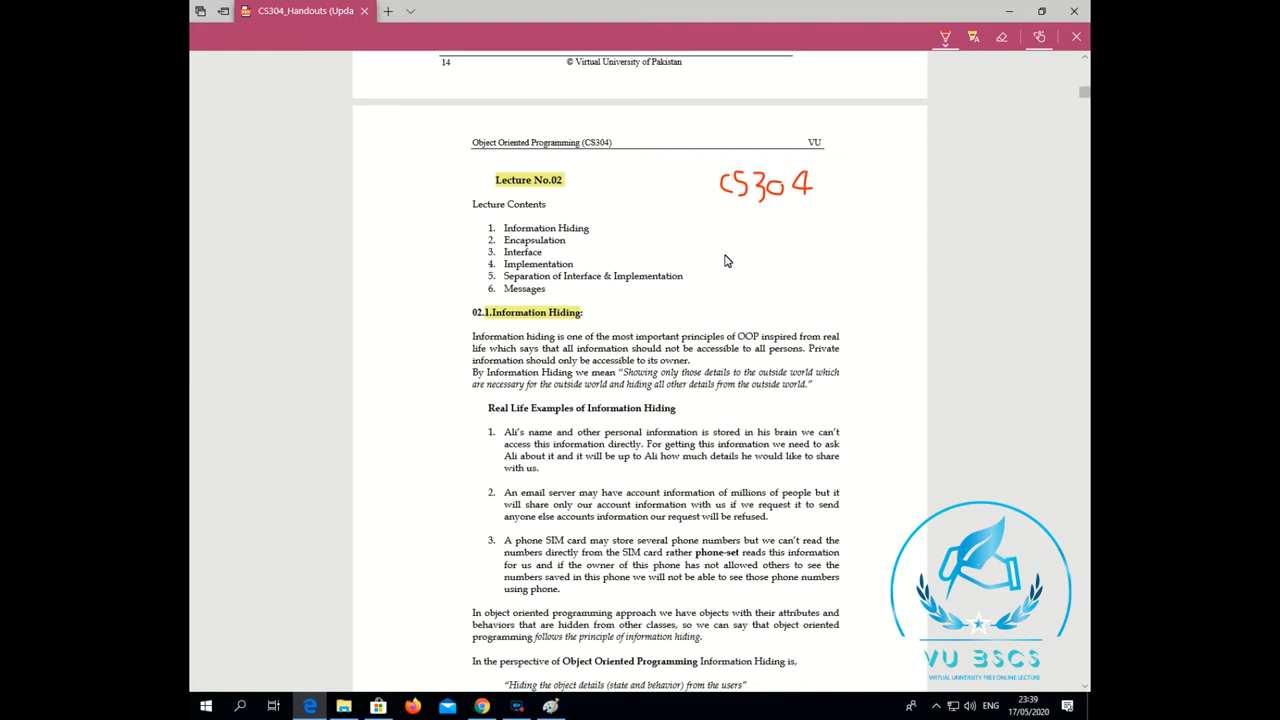 CS304_Handouts (Upda
14
© Virtual University of Pakistan
Object Oriented Programming (CS304)
VU
Lecture No.02
CS304
Lecture Contents
1. Information Hiding
2. Encapsulation
3. Interface
4. Implementation
5. Separation of Interface & Implementation
6. Messages
02.1.Information Hiding:
Information hiding is one of the most important principles of OOP inspired from real
life which says that all information should not be accessible to all persons. Private
information should only be accessible to its owner.
By Information Hiding we mean “Showing only those details to the outside world which
are necessary for the outside world and hiding all other details from the outside world.”
Real Life Examples of Information Hiding
1. Ali’s name and other personal information is stored in his brain we can’t
access this information directly. For getting this information we need to ask
Ali about it and it will be up to Ali how much details he would like to share
with us.
2. An email server may have account information of millions of people but it
will share only our account information with us if we request it to send
anyone else accounts information our request will be refused.
3. A phone SIM card may store several phone numbers but we can’t read the
numbers directly from the SIM card rather phone-set reads this information
for us and if the owner of this phone has not allowed others to see the
numbers saved in this phone we will not be able to see those phone numbers
using phone.
In object oriented programming approach we have objects with their attributes and
behaviors that are hidden from other classes, so we can say that object oriented
programming follows the principle of information hiding.
In the perspective of Object Oriented Programming Information Hiding is,
“Hiding the object details (state and behavior) from the users”
VU BSCS
VIRTUAL UNIVERSITY FREE ONLINE LECTURE
ENG
23:39
17/05/2020